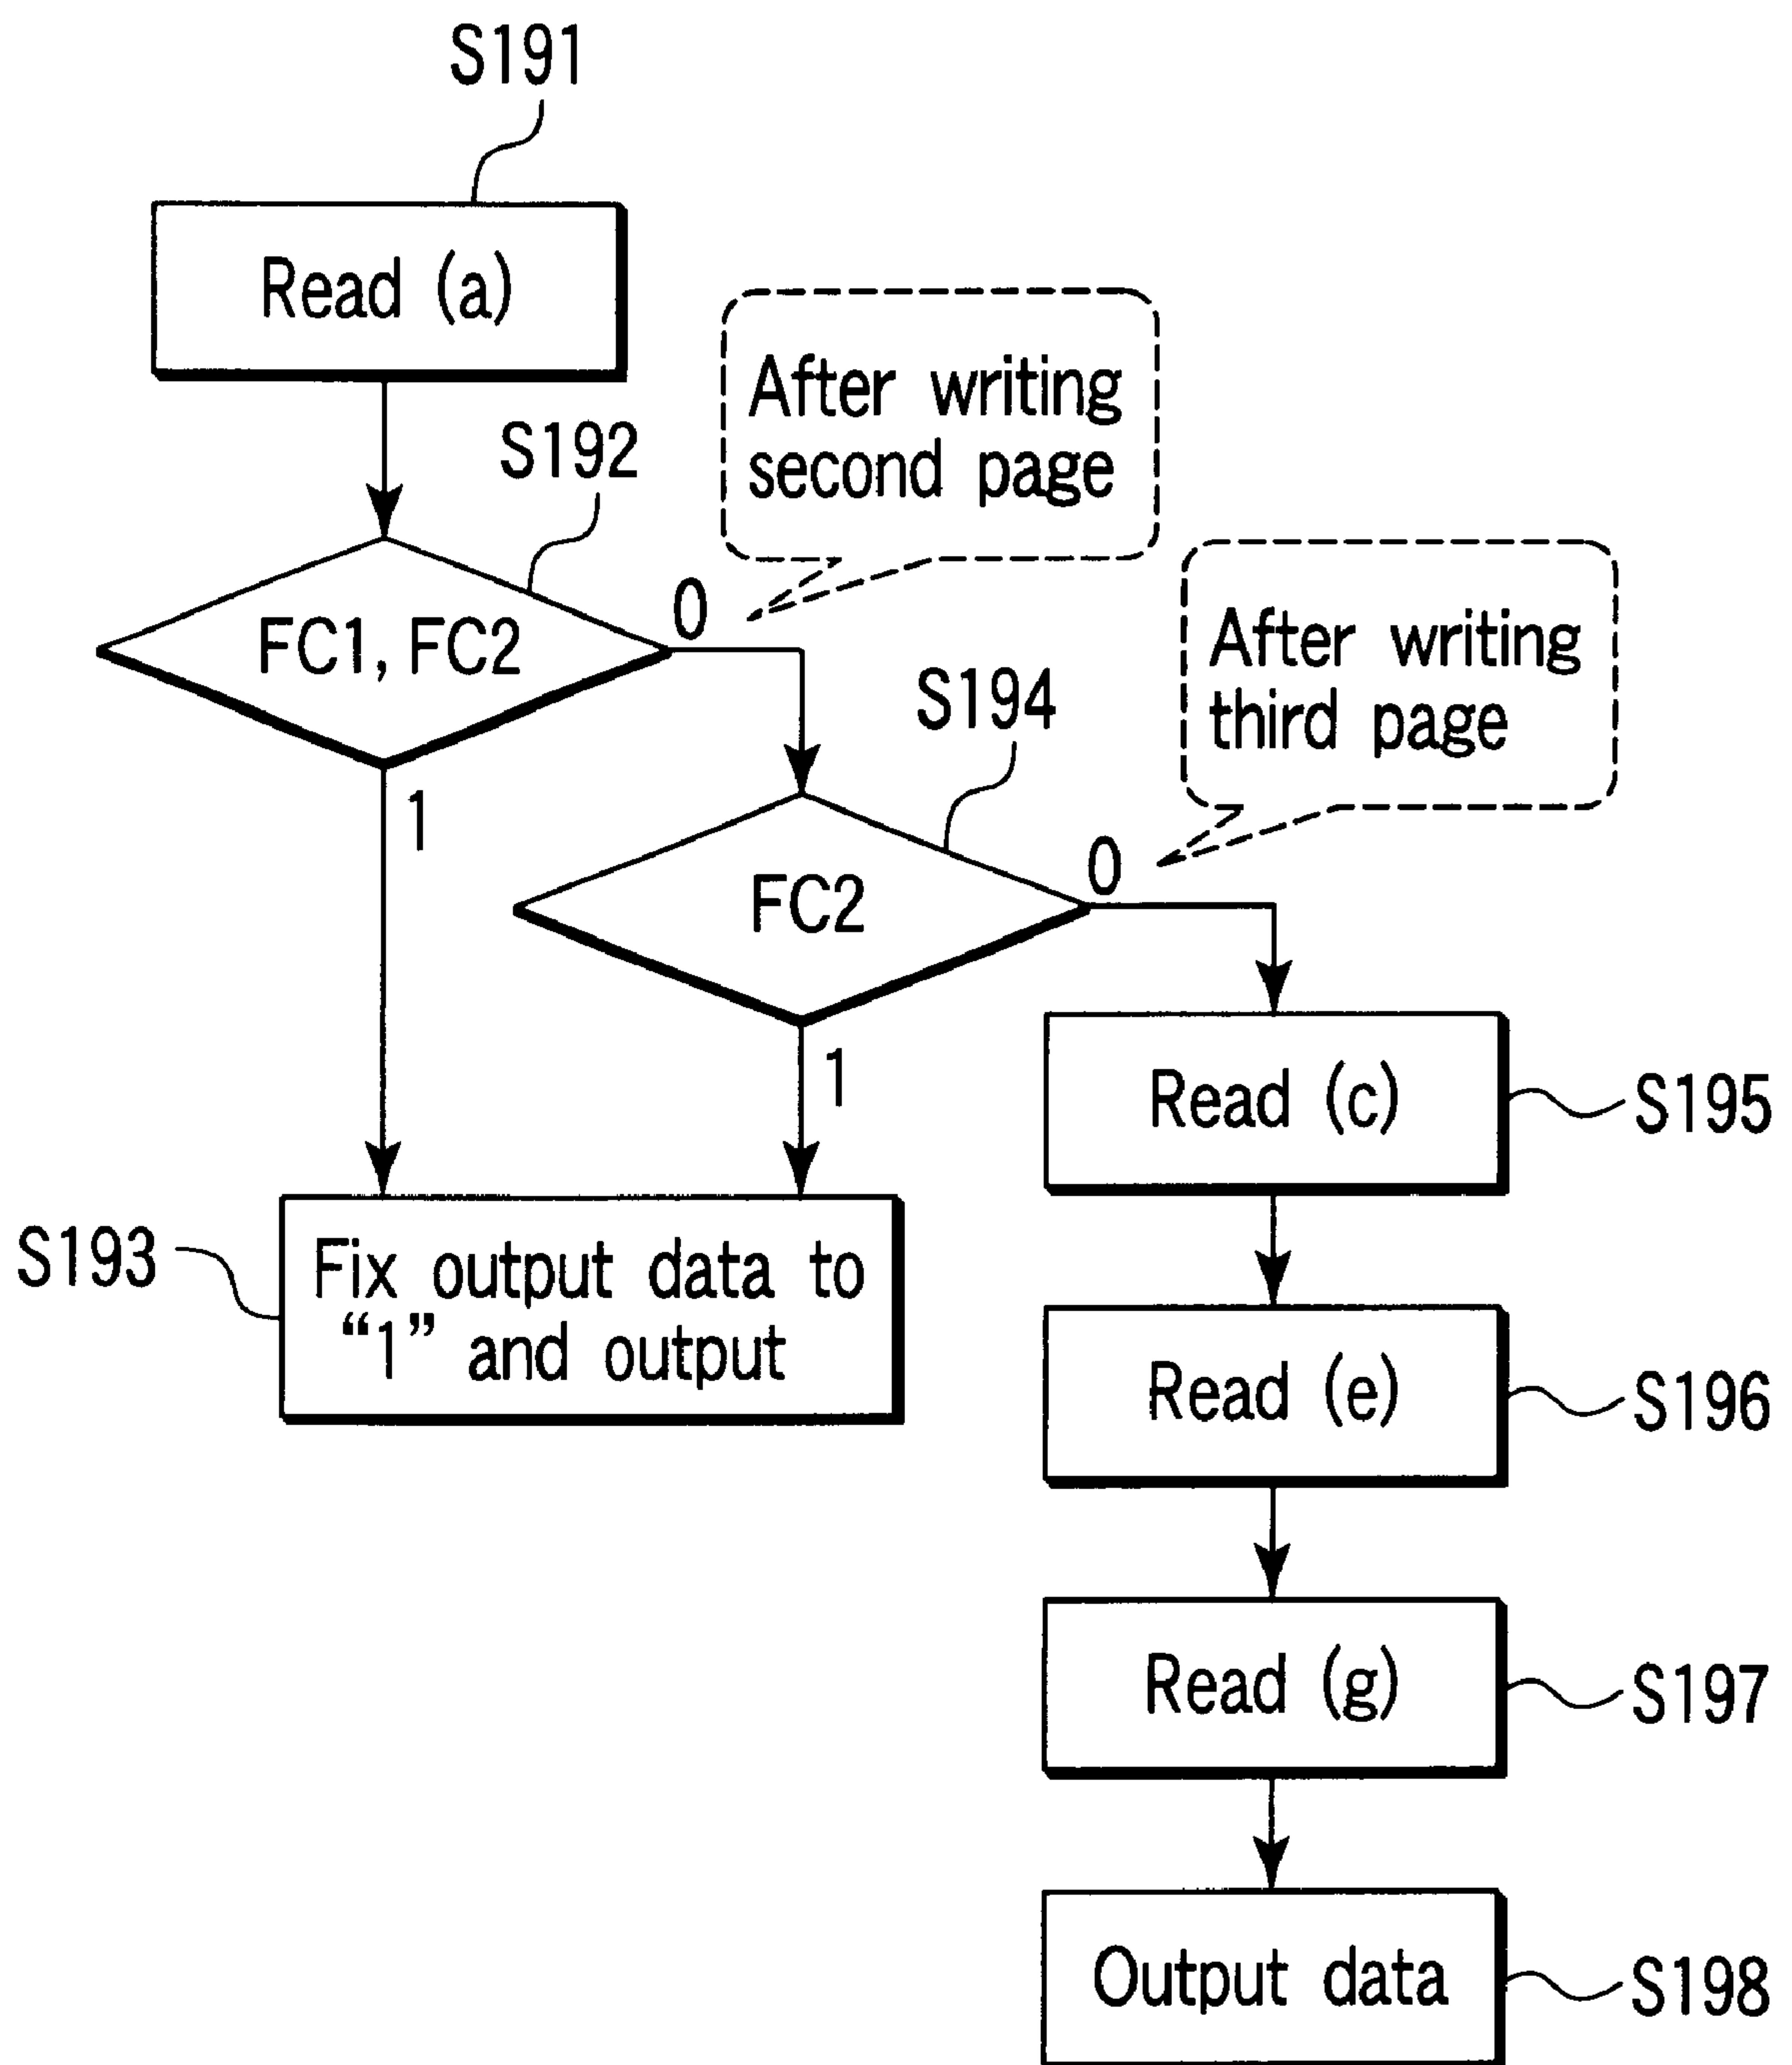 S191
Read (a)
After writing
second page
S192
FC1, FC2
0
1
After writing
third page
S194
FC2
0
1
Read (c)
S195
S193
Fix output data to
“1” and output
Read (e)
S196
Read (g)
S197
Output data
S198